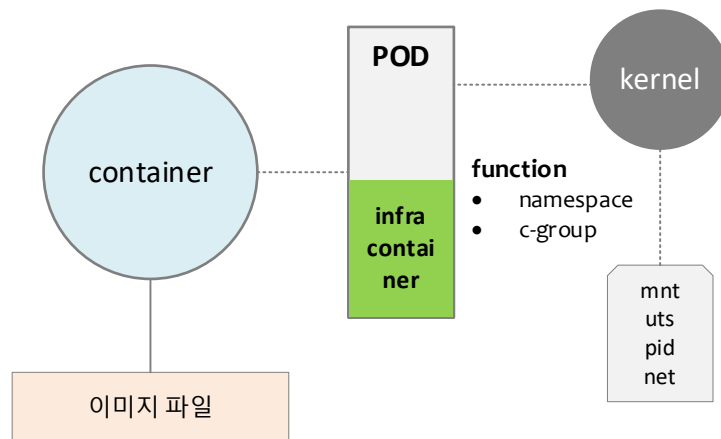 POD
kernel
container
function
• namespace
• c-group
infra
contai
ner
mnt
uts
pid
net
이미지 파일